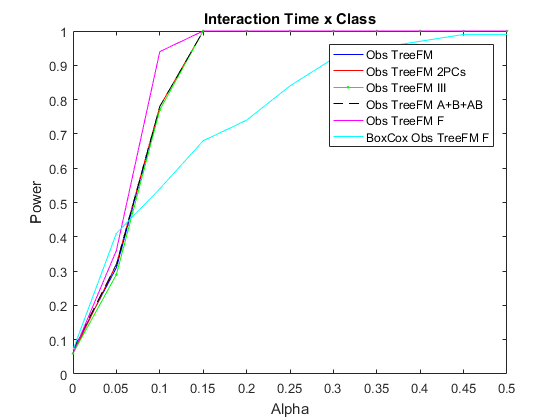 Interaction Time x Class
1
0.9
0.8
0.7
0.6
0.5
0.4
0.3
0.2
0.1
0
Power
Obs TreeFM
Obs TreeFM 2PCs
Obs TreeFM III
Obs TreeFM A+B+AB
Obs TreeFM F
BoxCox Obs TreeFM F
0 0.05 0.1 0.15 0.2 0.25 0.3 0.35 0.4 0.45 0.5
Alpha